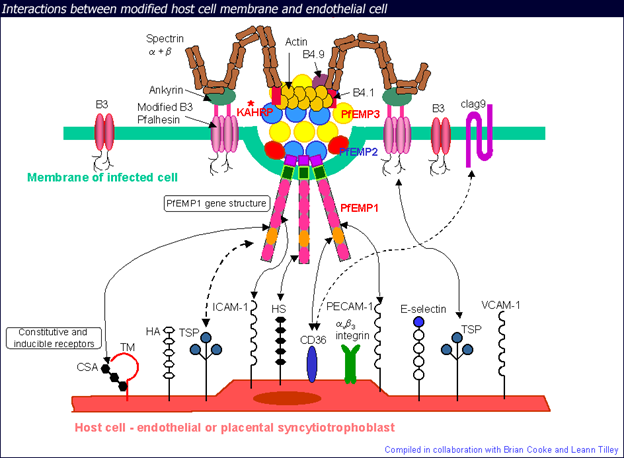 Interactions between modified host cell membrane and endothelial cell
Spectrin
α + β
Actin
B4.9
Ankyrin
B4.1
B3
Modified B3
Pfalhesin
KAHRP
*
PfEMP3
B3
clag9
PfEMP2
Membrane of infected cell
PfEMP1 gene structure
PfEMP1
Constitutive and
inducible receptors
CSA
TM
HA
TSP
ICAM-1
HS
CD36
PECAM-1
αvβ3
integrin
E-selectin
TSP
VCAM-1
Host cell - endothelial or placental syncytiotrophoblast
Compiled in collaboration with Brian Cooke and Leann Tilley